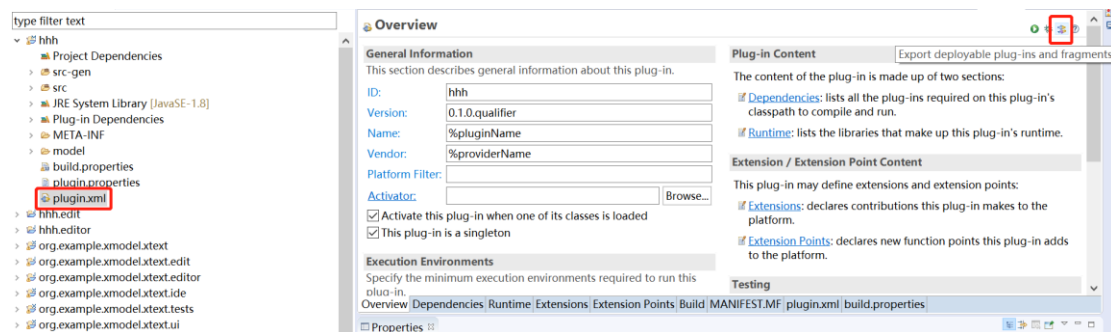 type filter text
hhh
Project Dependencies
src-gen
src
JRE System Library [JavaSE-1.8]
Plug-in Dependencies
META-INF
model
build.properties
plugin.properties
plugin.xml
hhh.edit
hhh.editor
org.example.xmodel.xtext
org.example.xmodel.xtext.edit
org.example.xmodel.xtext.editor
org.example.xmodel.xtext.ide
org.example.xmodel.xtext.tests
org.example.xmodel.xtext.ui
Overview
General Information
This section describes general information about this plug-in.
ID: hhh
Version: 0.1.0.qualifier
Name: %pluginName
Vendor: %providerName
Platform Filter:
Activator: Browse...
Activate this plug-in when one of its classes is loaded
This plug-in is a singleton
Execution Environments
Specify the minimum execution environments required to run this
plug-in.
Export deployable plug-ins and fragments
Plug-in Content
The content of the plug-in is made up of two sections:
Dependencies: lists all the plug-ins required on this plug-in's
classpath to compile and run.
Runtime: lists the libraries that make up this plug-in's runtime.
Extension / Extension Point Content
This plug-in may define extensions and extension points:
Extensions: declares contributions this plug-in makes to the
platform.
Extension Points: declares new function points this plug-in adds
to the platform.
Testing
Overview Dependencies Runtime Extensions Extension Points Build MANIFEST.MF plugin.xml build.properties
Properties